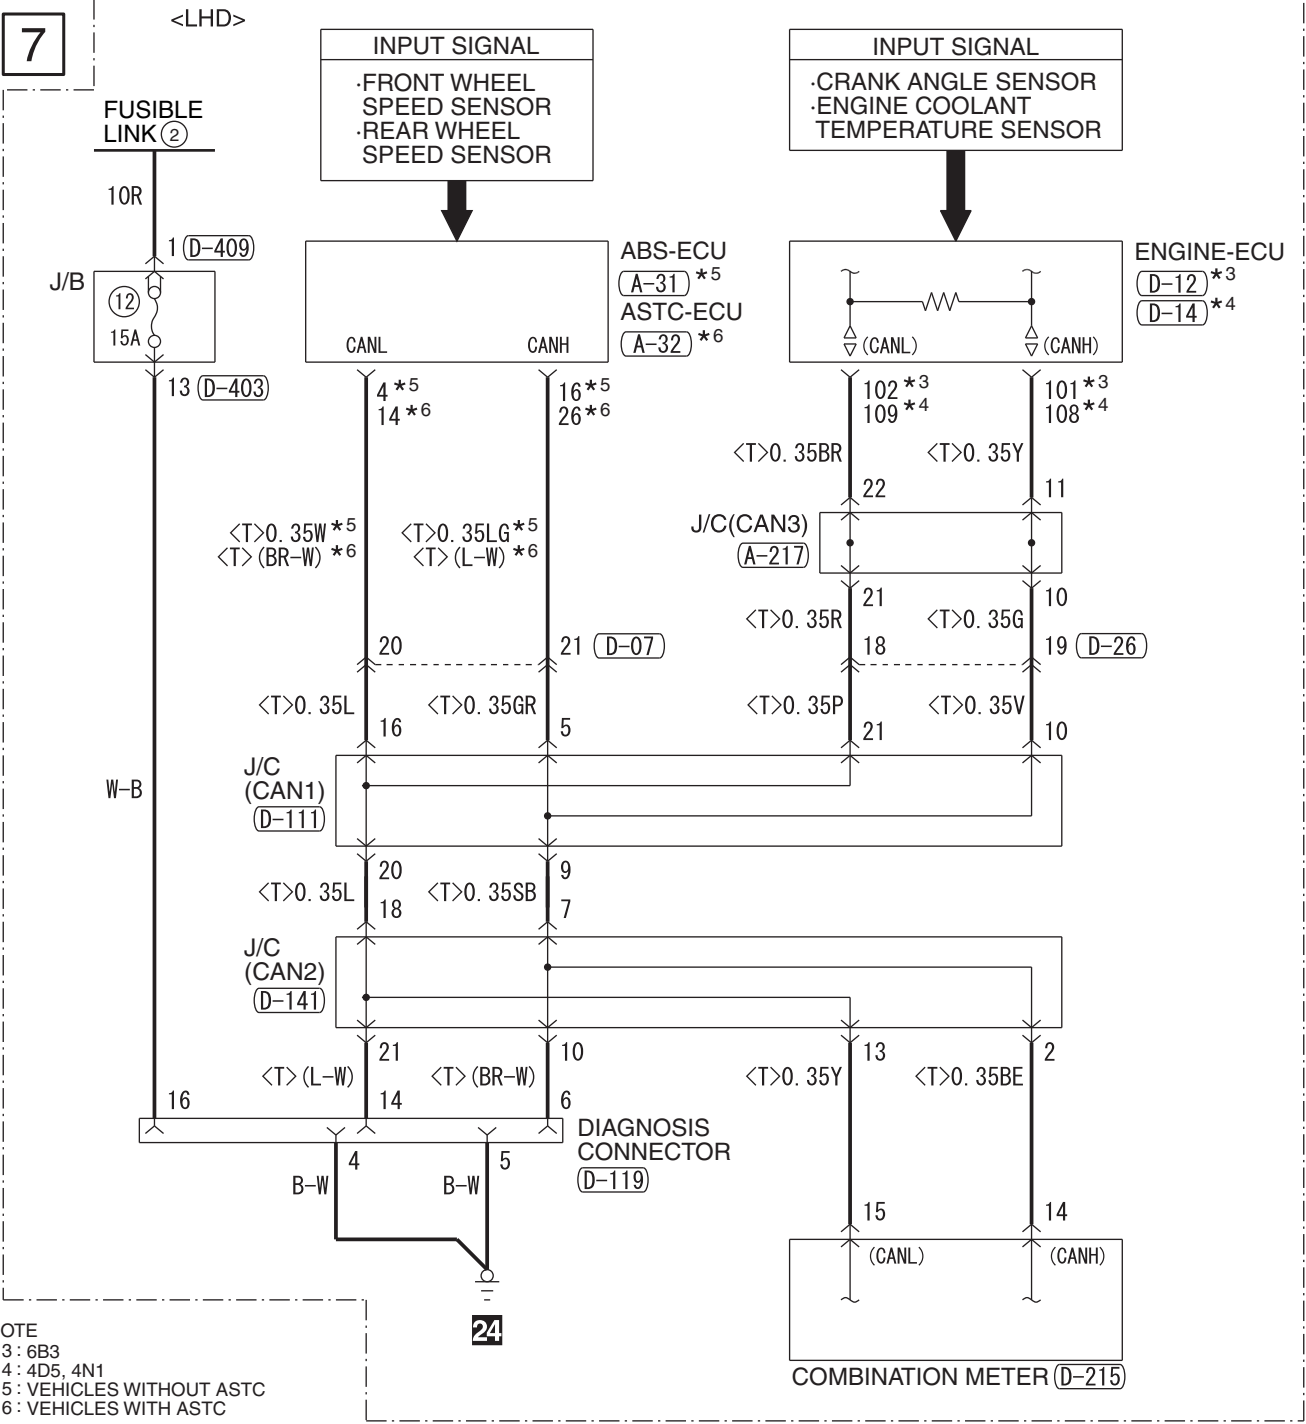 7
<LHD>
FUSIBLE
LINK 2
10R
1 D-409
J/B
12
15A
13 D-403
W-B
16
INPUT SIGNAL
·FRONT WHEEL
SPEED SENSOR
·REAR WHEEL
SPEED SENSOR
ABS-ECU
A-31 *5
ASTC-ECU
A-32 *6
CANL
CANH
4*5
14*6
16*5
26*6
<T>0.35W*5
<T>(BR-W)*6
<T>0.35LG*5
<T>(L-W)*6
20
21 D-07
<T>0.35L
<T>0.35GR
16
5
INPUT SIGNAL
·CRANK ANGLE SENSOR
·ENGINE COOLANT
TEMPERATURE SENSOR
ENGINE-ECU
D-12 *3
D-14 *4
(CANL)
(CANH)
102*3
109*4
101*3
108*4
<T>0.35BR
<T>0.35Y
22
11
J/C(CAN3)
A-217
21
10
<T>0.35R
<T>0.35G
18
19 D-26
<T>0.35P
<T>0.35V
21
10
J/C
(CAN1)
D-111
20
9
<T>0.35L
<T>0.35SB
18
7
J/C
(CAN2)
D-141
21
10
13
2
<T>(L-W)
<T>(BR-W)
<T>0.35Y
<T>0.35BE
14
6
DIAGNOSIS
CONNECTOR
D-119
4
5
B-W
B-W
24
15
14
(CANL)
(CANH)
COMBINATION METER D-215
OTE
3 : 6B3
4 : 4D5, 4N1
5 : VEHICLES WITHOUT ASTC
6 : VEHICLES WITH ASTC